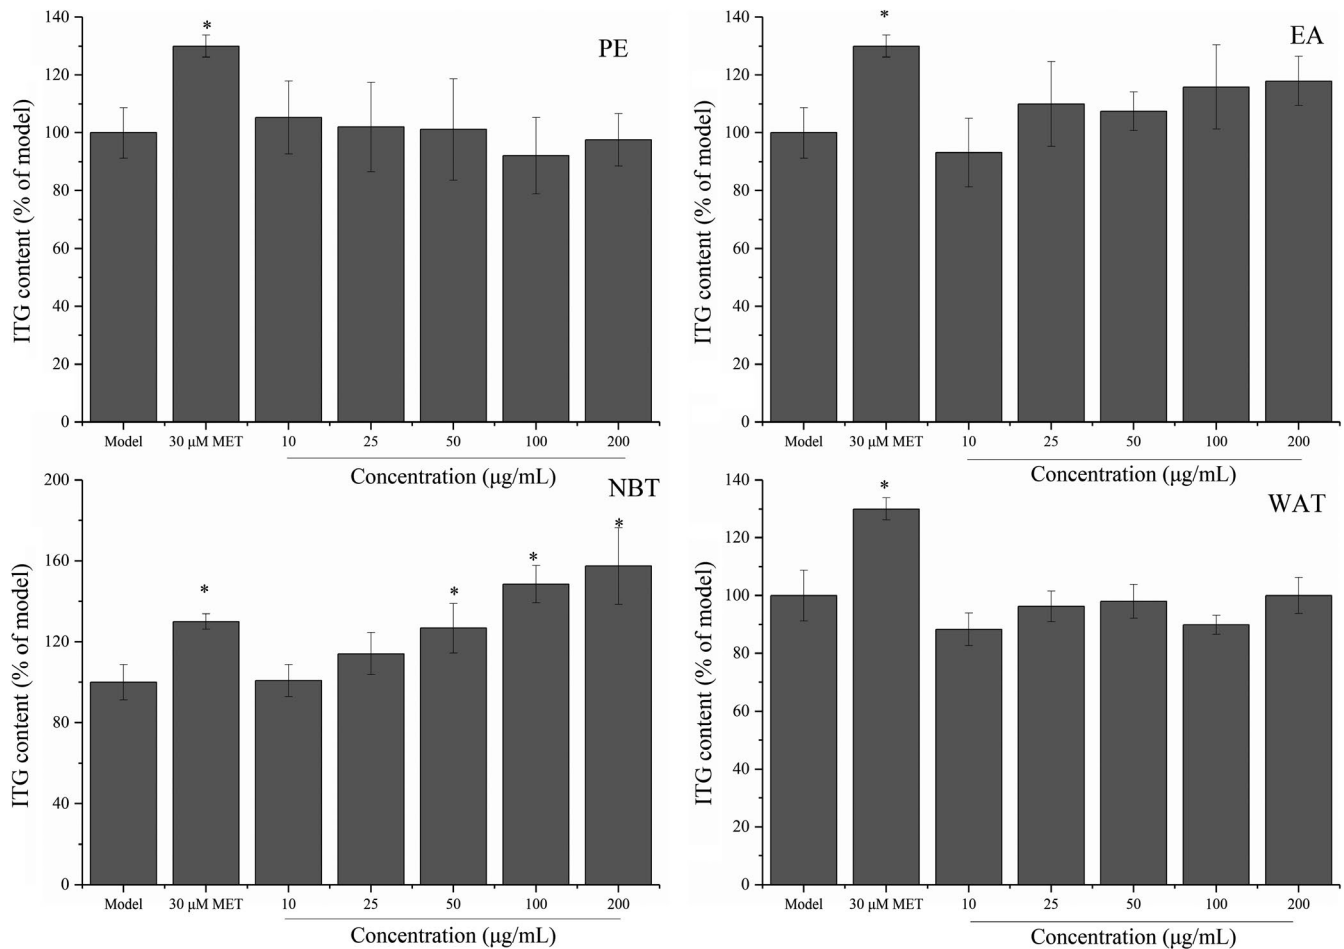 PE
*
ITG content (% of model)
140
120
100
80
60
40
20
0
Model 30 μM MET 10 25 50 100 200
Concentration (μg/mL)
EA
*
ITG content (% of model)
140
120
100
80
60
40
20
0
Model 30 μM MET 10 25 50 100 200
Concentration (μg/mL)
NBT
* * * *
ITG content (% of model)
200
160
120
80
40
0
Model 30 μM MET 10 25 50 100 200
Concentration (μg/mL)
WAT
*
ITG content (% of model)
140
120
100
80
60
40
20
0
Model 30 μM MET 10 25 50 100 200
Concentration (μg/mL)